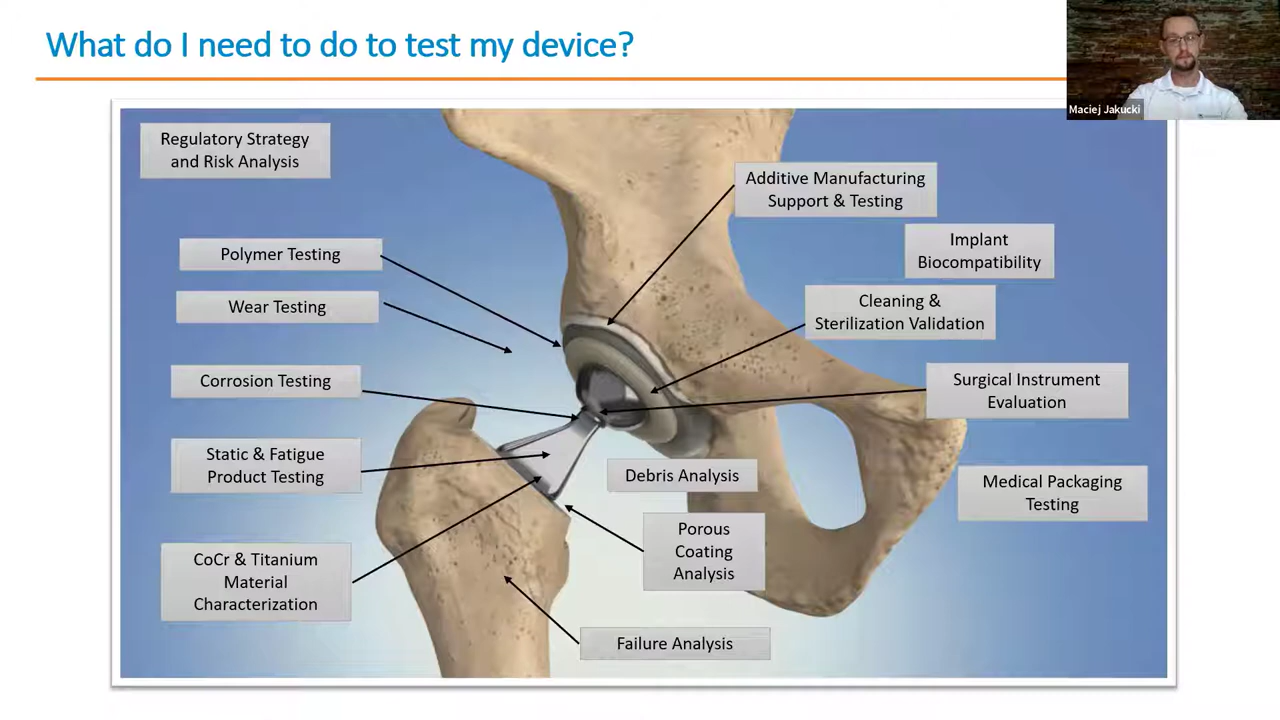 What do I need to do to test my device?
Maciej Jakucki
Regulatory Strategy
and Risk Analysis
Additive Manufacturing
Support & Testing
Implant
Biocompatibility
Polymer Testing
Cleaning &
Sterilization Validation
Wear Testing
Corrosion Testing
Surgical Instrument
Evaluation
Static & Fatigue
Product Testing
Debris Analysis
Medical Packaging
Testing
Porous
Coating
Analysis
CoCr & Titanium
Material
Characterization
Failure Analysis